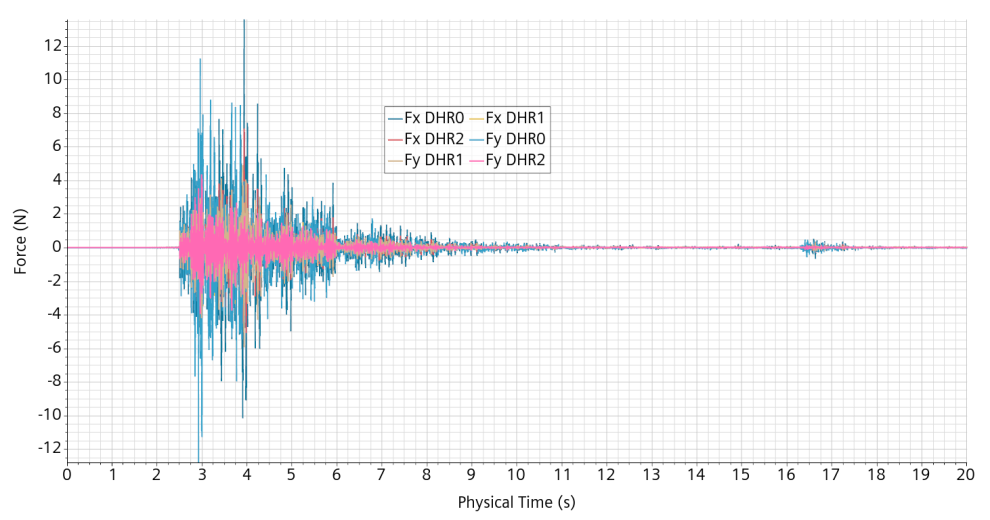 12
10
8
6
4
2
0
-2
-4
-6
-8
-10
-12
Force (N)
Fx DHR0 Fx DHR1
Fx DHR2 Fy DHR0
Fy DHR1 Fy DHR2
0 1 2 3 4 5 6 7 8 9 10 11 12 13 14 15 16 17 18 19 20
Physical Time (s)